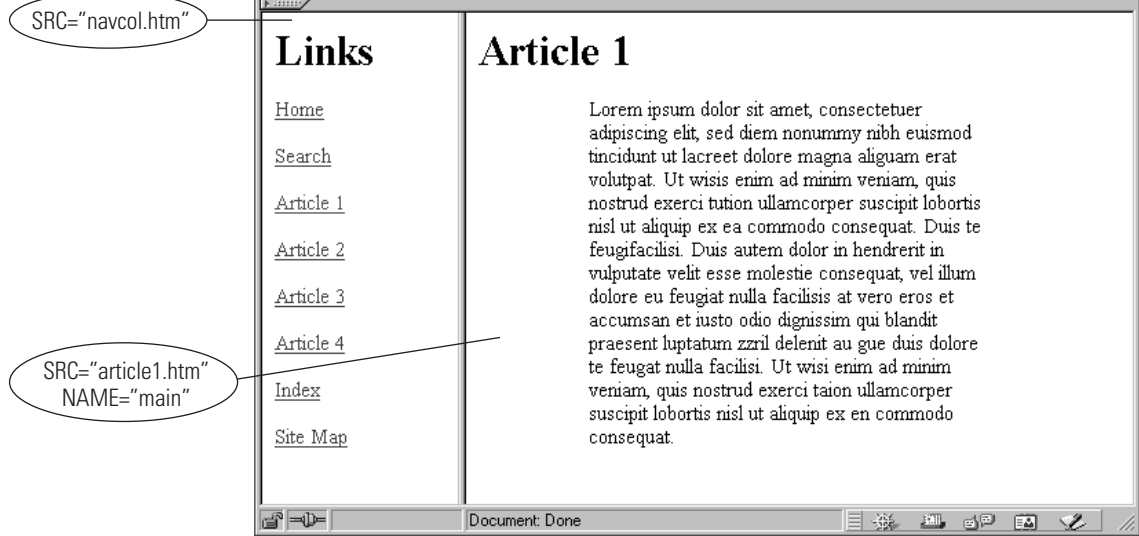 SRC="navcol.htm"
Links
Home
Search
Article 1
Article 2
Article 3
Article 4
Index
Site Map
SRC="article1.htm"
NAME="main"
Article 1
Lorem ipsum dolor sit amet, consectetuer
adipiscing elit, sed diem nonummy nibh euismod
tincidunt ut lacreet dolore magna aliguam erat
volutpat. Ut wisis enim ad minim veniam, quis
nostrud exerci tution ullamcorper suscipit lobortis
nisl ut aliquip ex ea commodo consequat. Duis te
feugifacilisi. Duis autem dolor in hendrerit in
vulputate velit esse molestie consequat, vel illum
dolore eu feugiat nulla facilisis at vero eros et
accumsan et iusto odio dignissim qui blandit
praesent luptatum zzril delenit au gue duis dolore
te feugat nulla facilisi. Ut wisi enim ad minim
veniam, quis nostrud exerci taion ullamcorper
suscipit lobortis nisl ut aliquip ex en commodo
consequat.
Document: Done